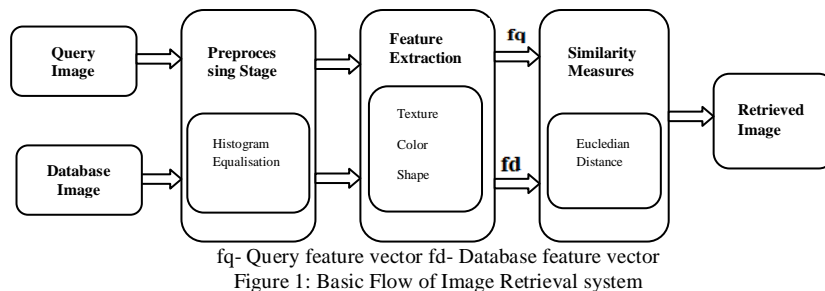 Query
Image
Database
Image
Preproces
sing Stage
Histogram
Equalisation
Feature
Extraction
Texture
Color
Shape
fq
fd
Similarity
Measures
Eucledian
Distance
Retrieved
Image
fq- Query feature vector fd- Database feature vector
Figure 1: Basic Flow of Image Retrieval system